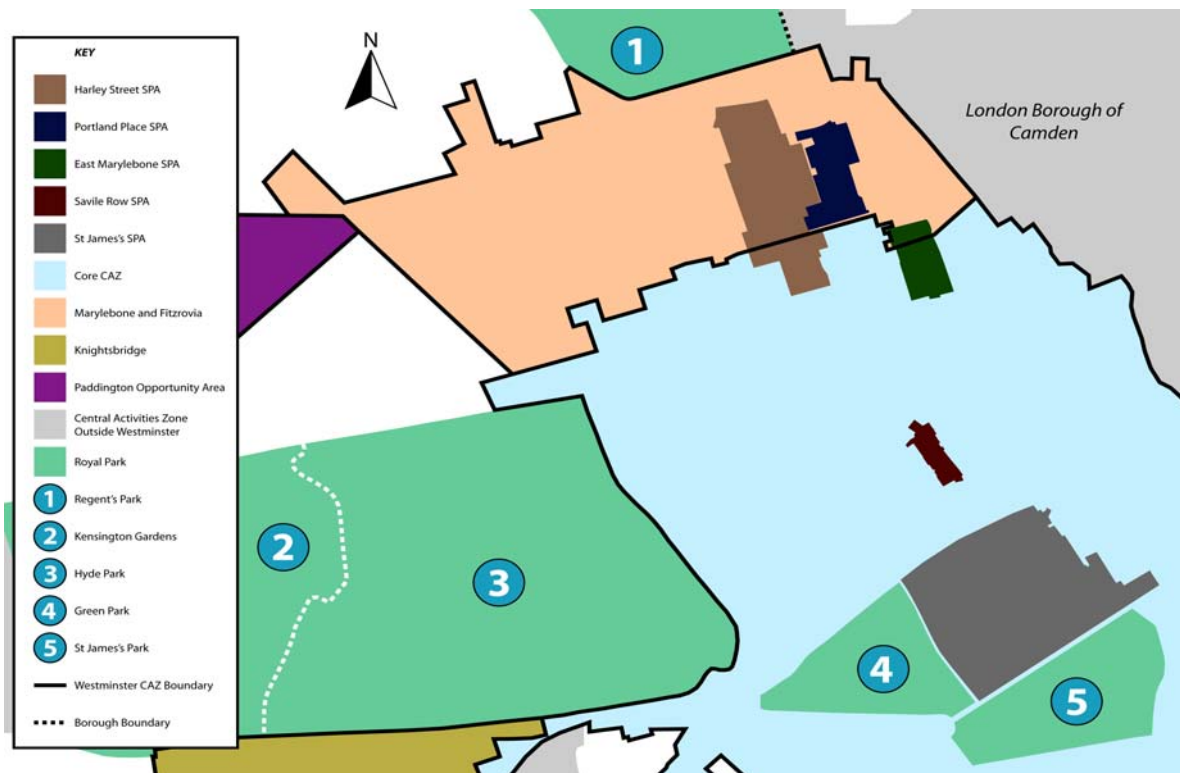 KEY
Harley Street SPA
Portland Place SPA
East Marylebone SPA
Savile Row SPA
St James's SPA
Core CAZ
Marylebone and Fitzrovia
Knightsbridge
Paddington Opportunity Area
Central Activities Zone
Outside Westminster
Royal Park
1 Regent's Park
2 Kensington Gardens
3 Hyde Park
4 Green Park
5 St James's Park
Westminster CAZ Boundary
Borough Boundary
N
1
London Borough of
Camden
2
3
4
5